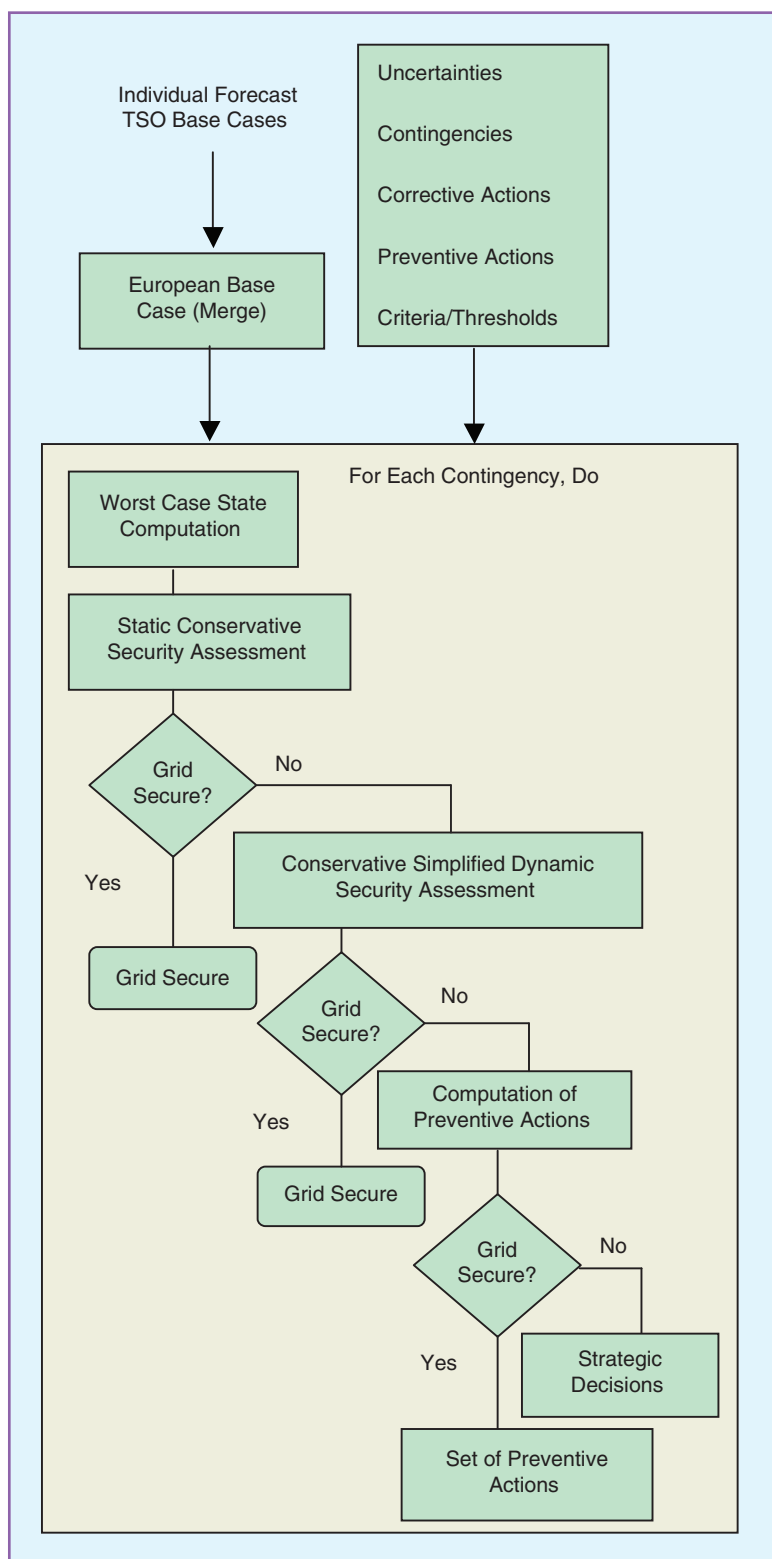 Individual Forecast
TSO Base Cases
Uncertainties
Contingencies
Corrective Actions
Preventive Actions
Criteria/Thresholds
European Base
Case (Merge)
For Each Contingency, Do
Worst Case State
Computation
Static Conservative
Security Assessment
Grid
Secure?
No
Yes
Conservative Simplified Dynamic
Security Assessment
Grid Secure
Grid
Secure?
No
Yes
Computation of
Preventive Actions
Grid Secure
Grid
Secure?
No
Yes
Strategic
Decisions
Set of Preventive
Actions